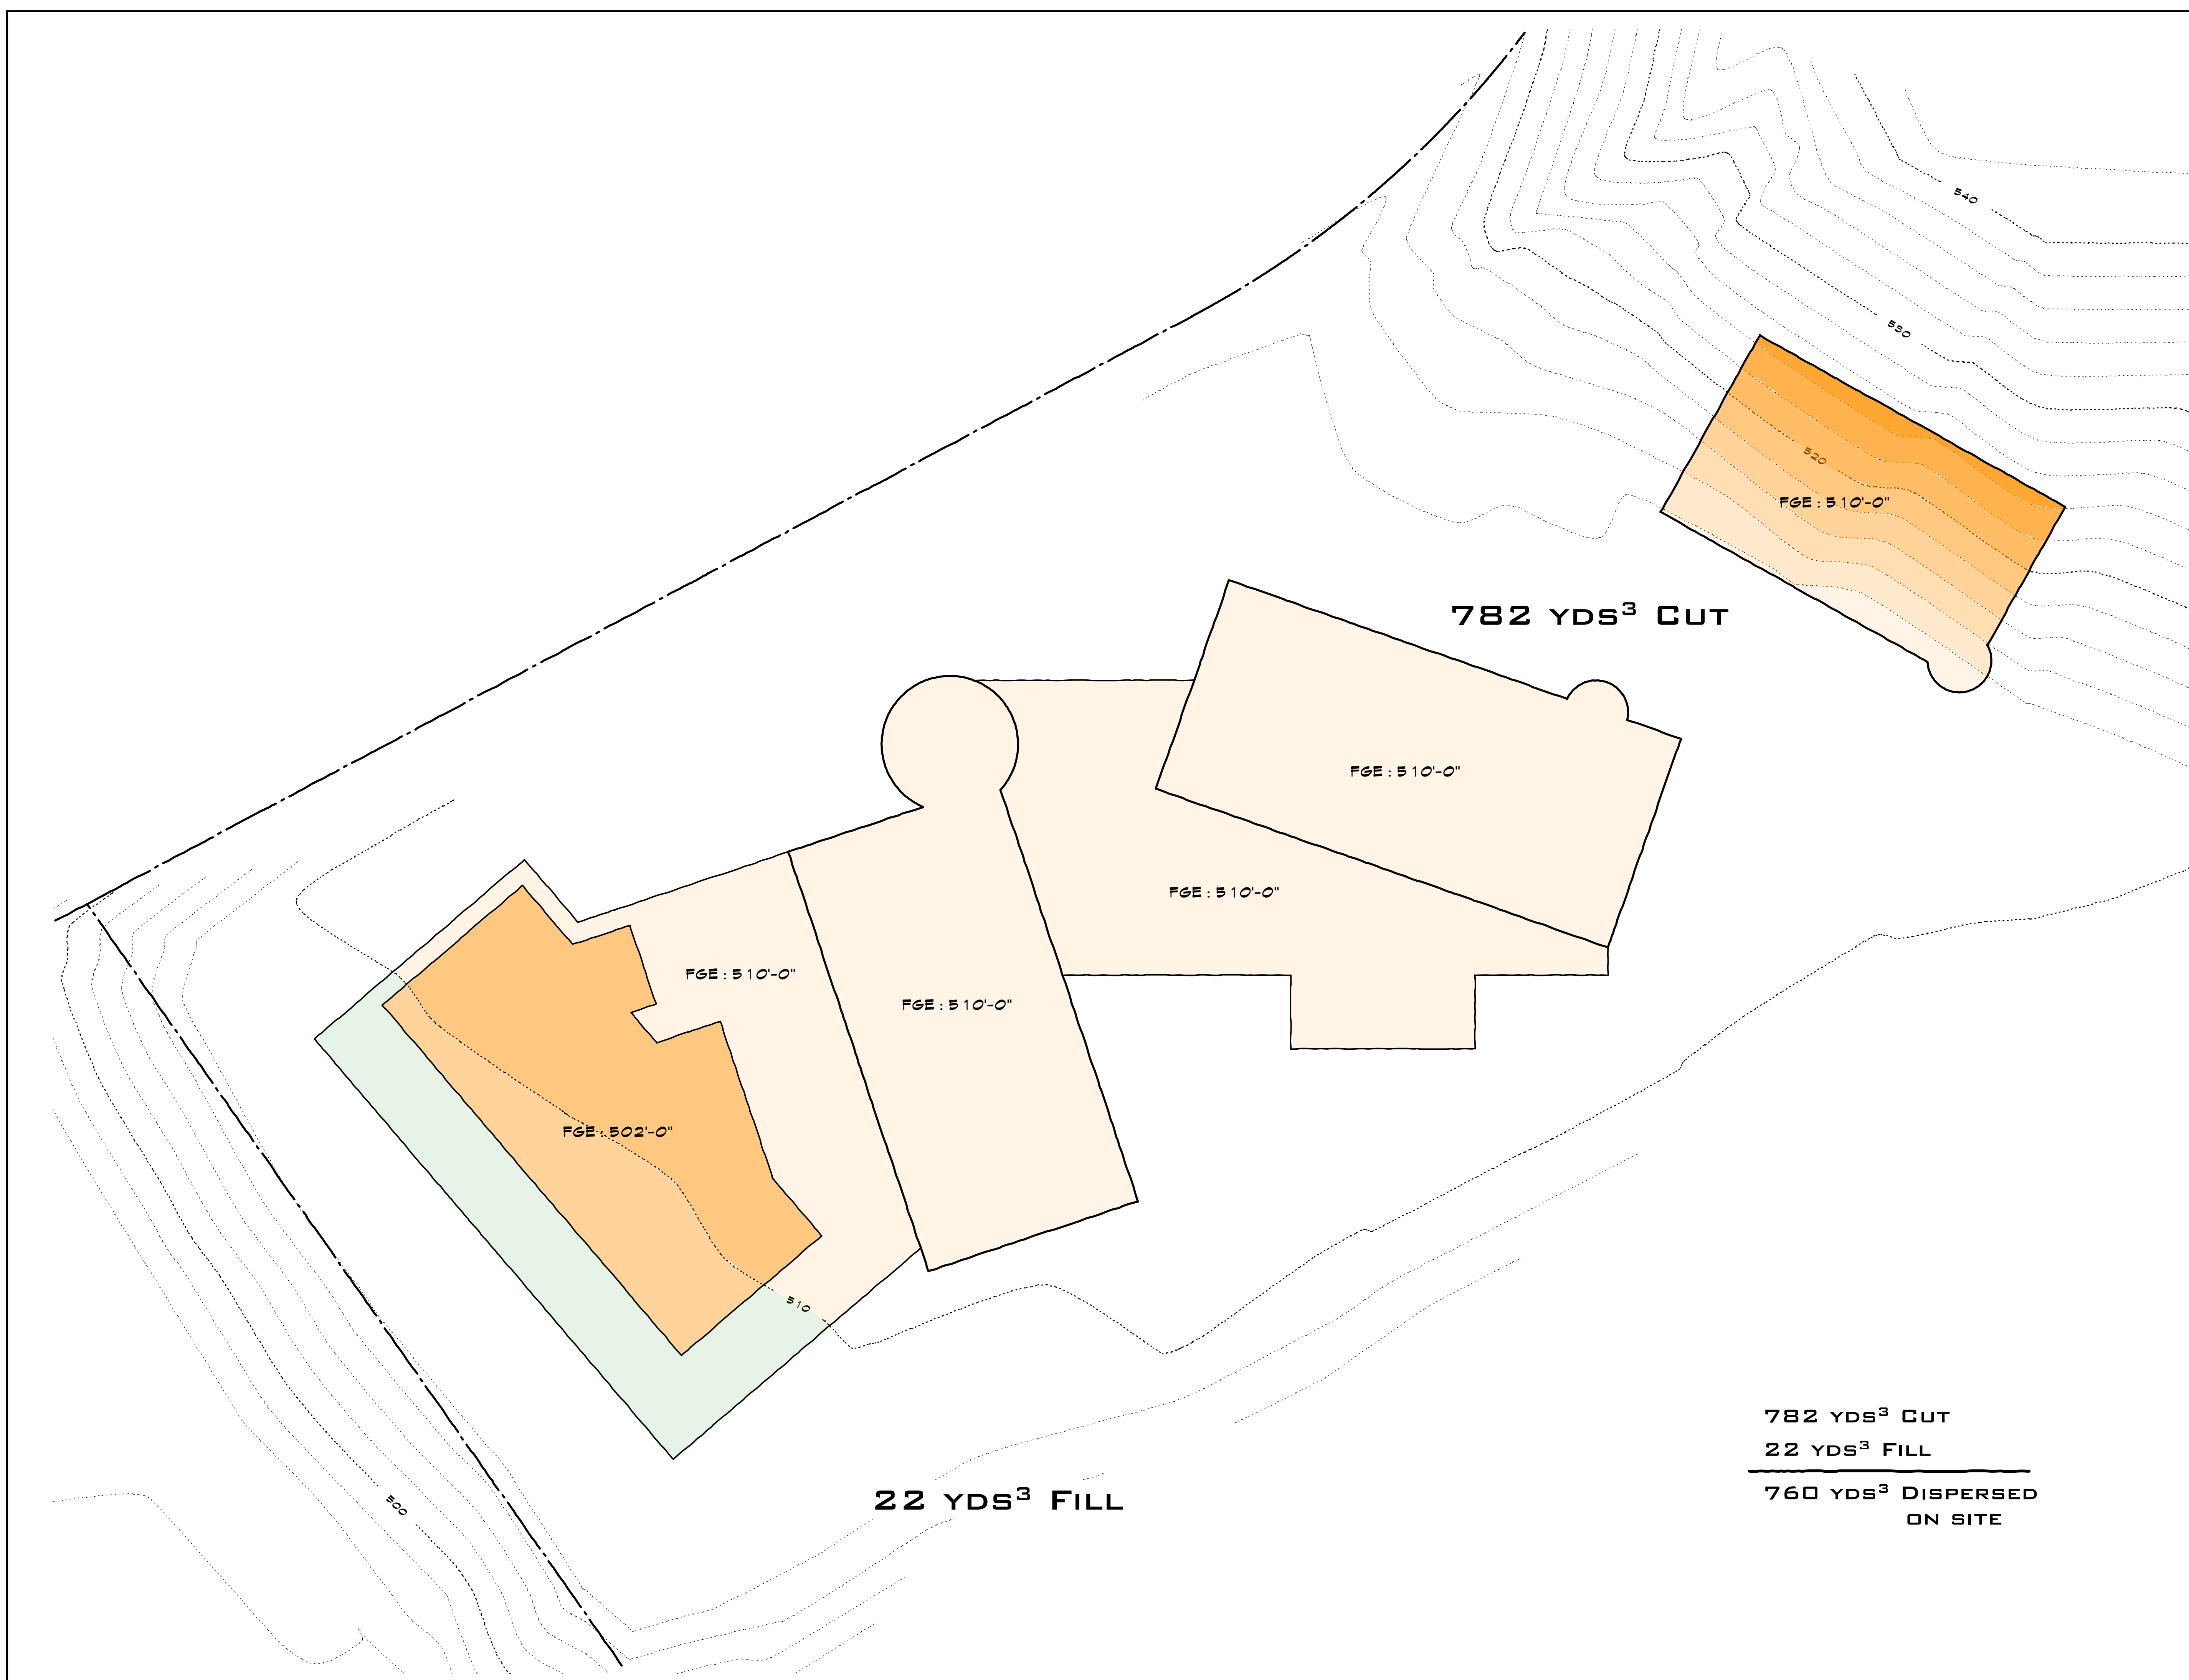 540
530
520
FGE : 510'-0"
782 YDS³ CUT
FGE : 510'-0"
FGE : 510'-0"
FGE : 510'-0"
FGE : 510'-0"
FGE : 502'-0"
510
782 YDS³ CUT
22 YDS³ FILL
760 YDS³ DISPERSED
ON SITE
22 YDS³ FILL
500